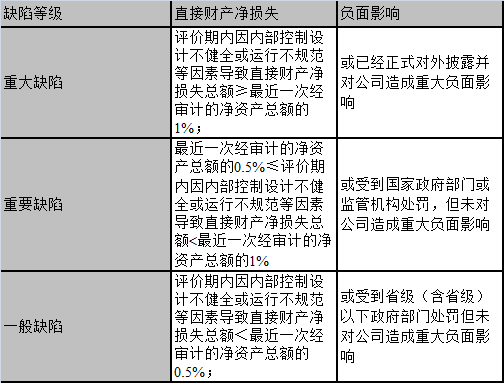 缺陷等级
直接财产净损失
负面影响
重大缺陷
评价期内因内部控制设
计不健全或运行不规范
等因素导致直接财产净
损失总额≥最近一次经
审计的净资产总额的
1%；
或已经正式对外披露并
对公司造成重大负面影
响
重要缺陷
最近一次经审计的净资
产总额的0.5%≤评价期
内因内部控制设计不健
全或运行不规范等因素
导致直接财产净损失总
额<最近一次经审计的净
资产总额的1%
或受到国家政府部门或
监管机构处罚，但未对
公司造成重大负面影响
一般缺陷
评价期内因内部控制设
计不健全或运行不规范
等因素导致直接财产净
损失总额＜最近一次经
审计的净资产总额的
0.5%；
或受到省级（含省级）
以下政府部门处罚但未
对公司造成重大负面影
响